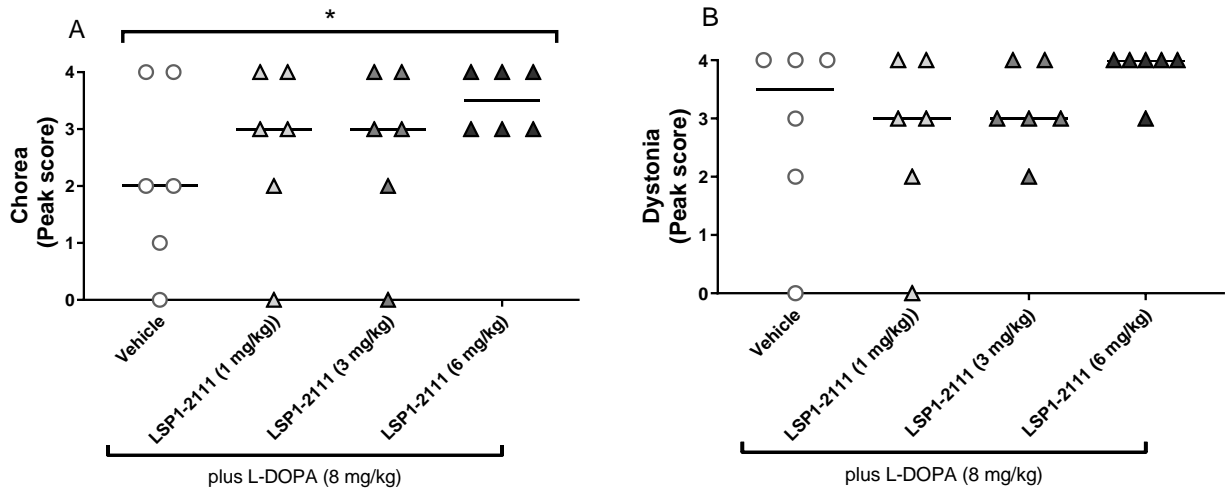 A
*
Chorea
(Peak score)
4
3
2
1
0
Vehicle
LSP1-2111 (1 mg/kg))
LSP1-2111 (3 mg/kg)
LSP1-2111 (6 mg/kg)
plus L-DOPA (8 mg/kg)
B
Dystonia
(Peak score)
4
3
2
1
0
Vehicle
LSP1-2111 (1 mg/kg))
LSP1-2111 (3 mg/kg)
LSP1-2111 (6 mg/kg)
plus L-DOPA (8 mg/kg)